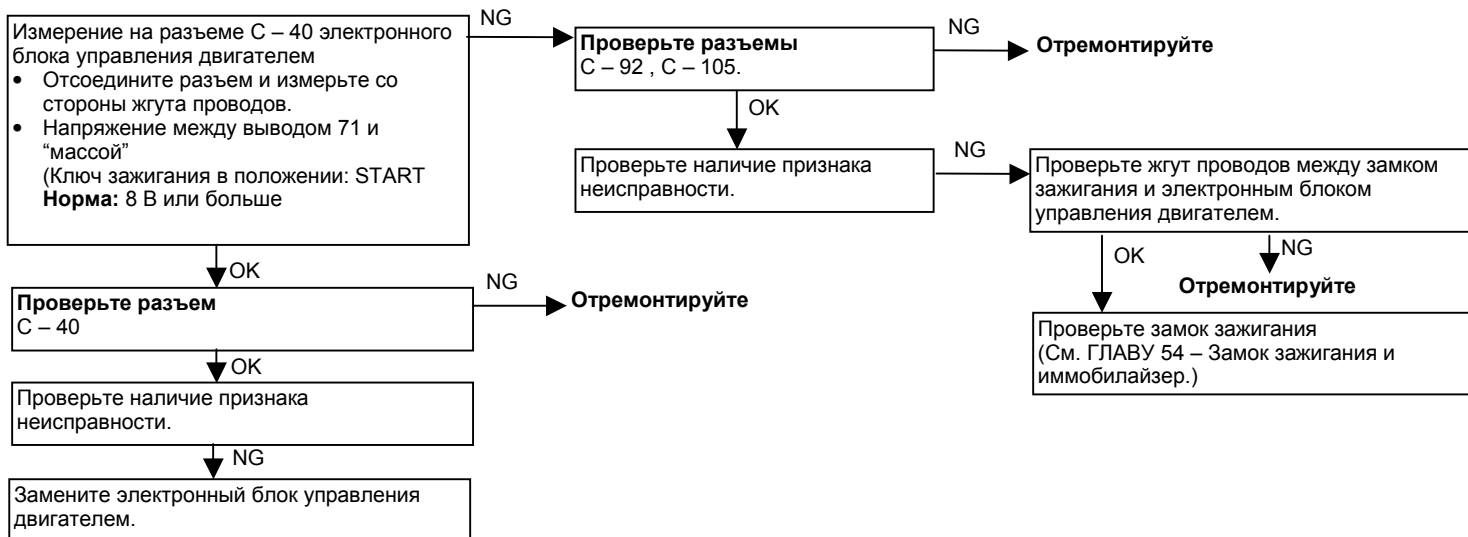 Измерение на разъеме C – 40 электронного
блока управления двигателем
• Отсоедините разъем и измерьте со
стороны жгута проводов.
• Напряжение между выводом 71 и
“массой”
(Ключ зажигания в положении: START
Норма: 8 В или больше
NG
Проверьте разъемы
C – 92 , C – 105.
NG
Отремонтируйте
OK
Проверьте наличие признака
неисправности.
NG
Проверьте жгут проводов между замком
зажигания и электронным блоком
управления двигателем.
OK
NG
Отремонтируйте
Проверьте замок зажигания
(См. ГЛАВУ 54 – Замок зажигания и
иммобилайзер.)
OK
Проверьте разъем
C – 40
NG
Отремонтируйте
OK
Проверьте наличие признака
неисправности.
NG
Замените электронный блок управления
двигателем.